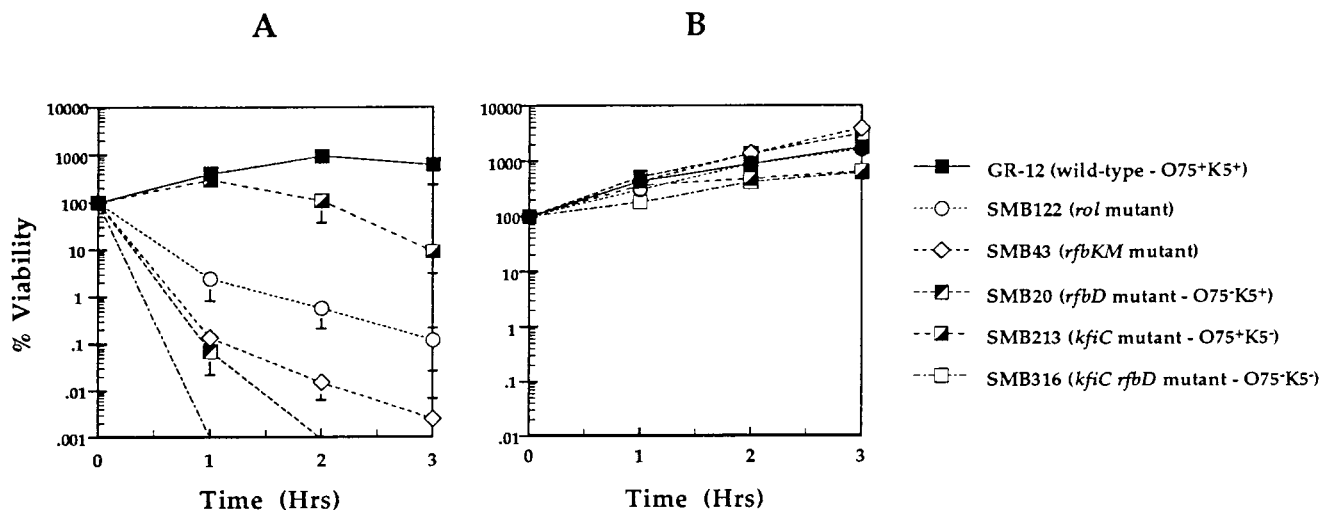 A
B
% Viability
10000
1000
100
10
1
.1
.01
.001
0
1
2
3
Time (Hrs)
10000
1000
100
10
1
.1
.01
0
1
2
3
Time (Hrs)
GR-12 (wild-type - O75⁺K5⁺)
SMB122 (rol mutant)
SMB43 (rfbKM mutant)
SMB20 (rfbD mutant - O75⁻K5⁺)
SMB213 (kfiC mutant - O75⁺K5⁻)
SMB316 (kfiC rfbD mutant - O75⁻K5⁻)